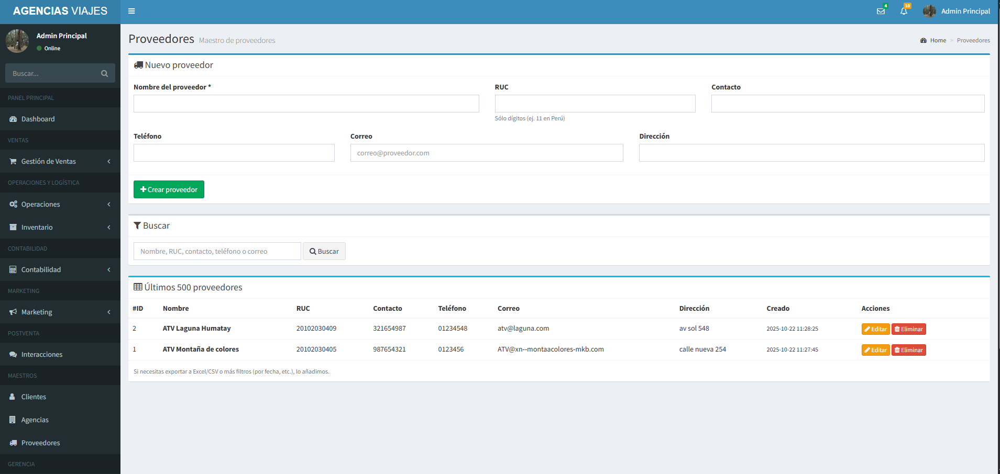 AGENCIAS VIAJES
4
10
Admin Principal
Admin Principal
Online
Buscar...
PANEL PRINCIPAL
Dashboard
VENTAS
Gestión de Ventas
OPERACIONES Y LOGÍSTICA
Operaciones
Inventario
CONTABILIDAD
Contabilidad
MARKETING
Marketing
POSTVENTA
Interacciones
MAESTROS
Clientes
Agencias
Proveedores
GERENCIA
Proveedores Maestro de proveedores
Home > Proveedores
Nuevo proveedor
Nombre del proveedor * RUC Contacto
Sólo dígitos (ej. 11 en Perú)
Teléfono Correo Dirección
correo@proveedor.com
Crear proveedor
Buscar
Nombre, RUC, contacto, teléfono o correo Buscar
Últimos 500 proveedores
#ID Nombre RUC Contacto Teléfono Correo Dirección Creado Acciones
2 ATV Laguna Humatay 20102030409 321654987 01234548 atv@laguna.com av sol 548 2025-10-22 11:28:25 Editar Eliminar
1 ATV Montaña de colores 20102030405 987654321 0123456 ATV@xn--montaacolores-mkb.com calle nueva 254 2025-10-22 11:27:45 Editar Eliminar
Si necesitas exportar a Excel/CSV o más filtros (por fecha, etc.), lo añadimos.